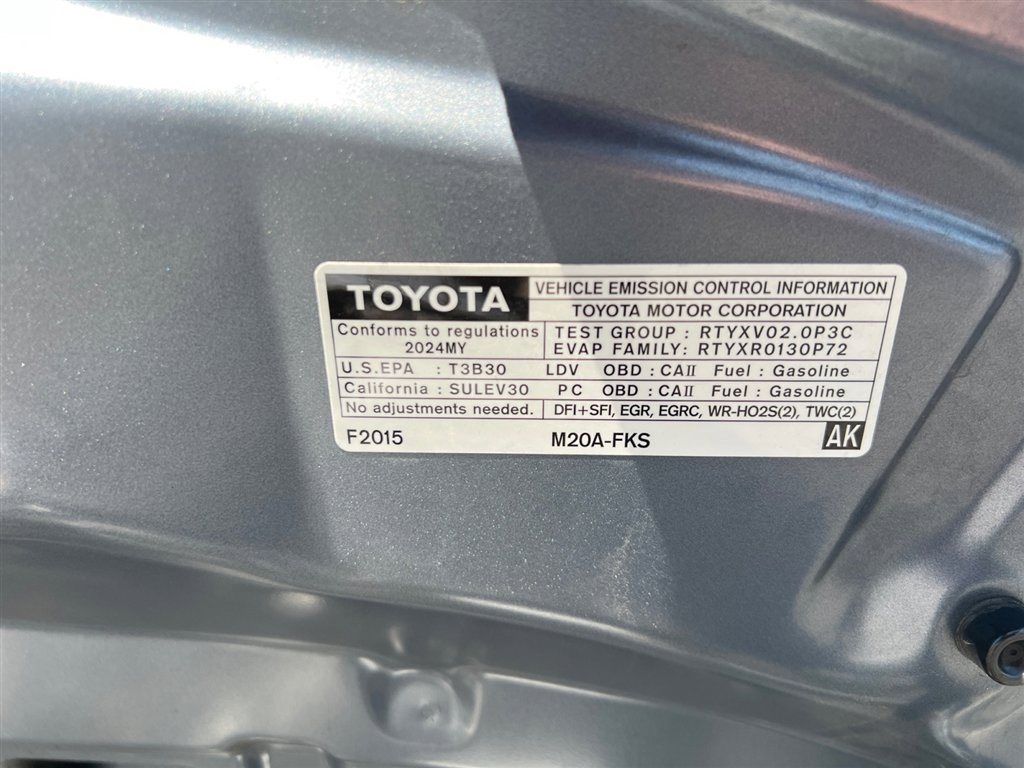 TOYOTA
VEHICLE EMISSION CONTROL INFORMATION
TOYOTA MOTOR CORPORATION
Conforms to regulations
2024MY
TEST GROUP : RTYXV02.0P3C
EVAP FAMILY: RTYXR0130P72
U.S.EPA : T3B30 LDV OBD : CAII Fuel : Gasoline
California : SULEV30 PC OBD : CAII Fuel : Gasoline
No adjustments needed. DFI+SFI, EGR, EGRC, WR-HO2S(2), TWC(2)
F2015 M20A-FKS AK